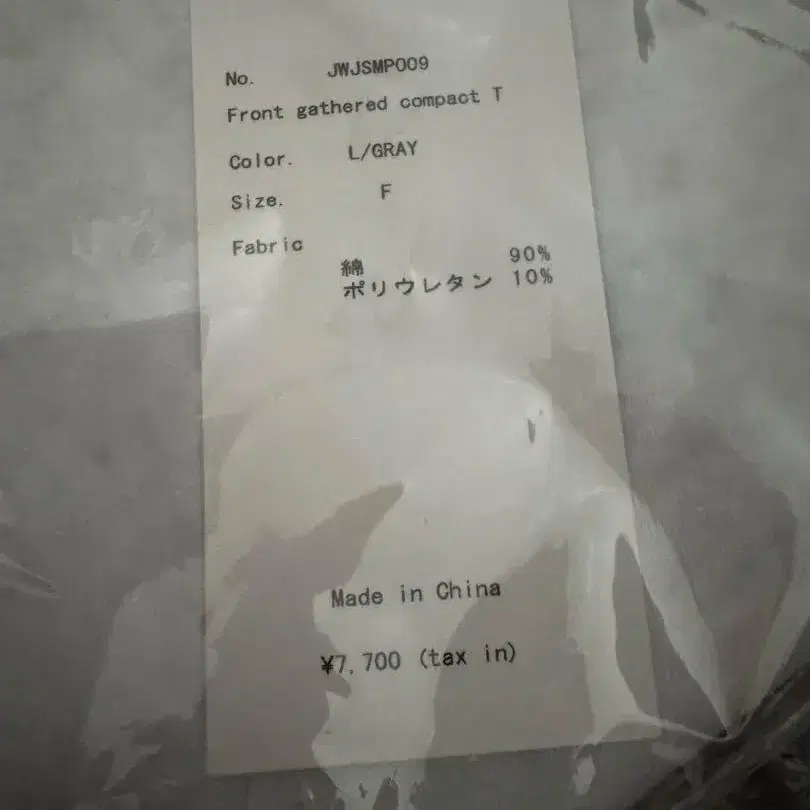 No. JWJSMP009
Front gathered compact T
Color. L/GRAY
Size. F
Fabric
綿 90%
ポリウレタン 10%
Made in China
¥7,700 (tax in)